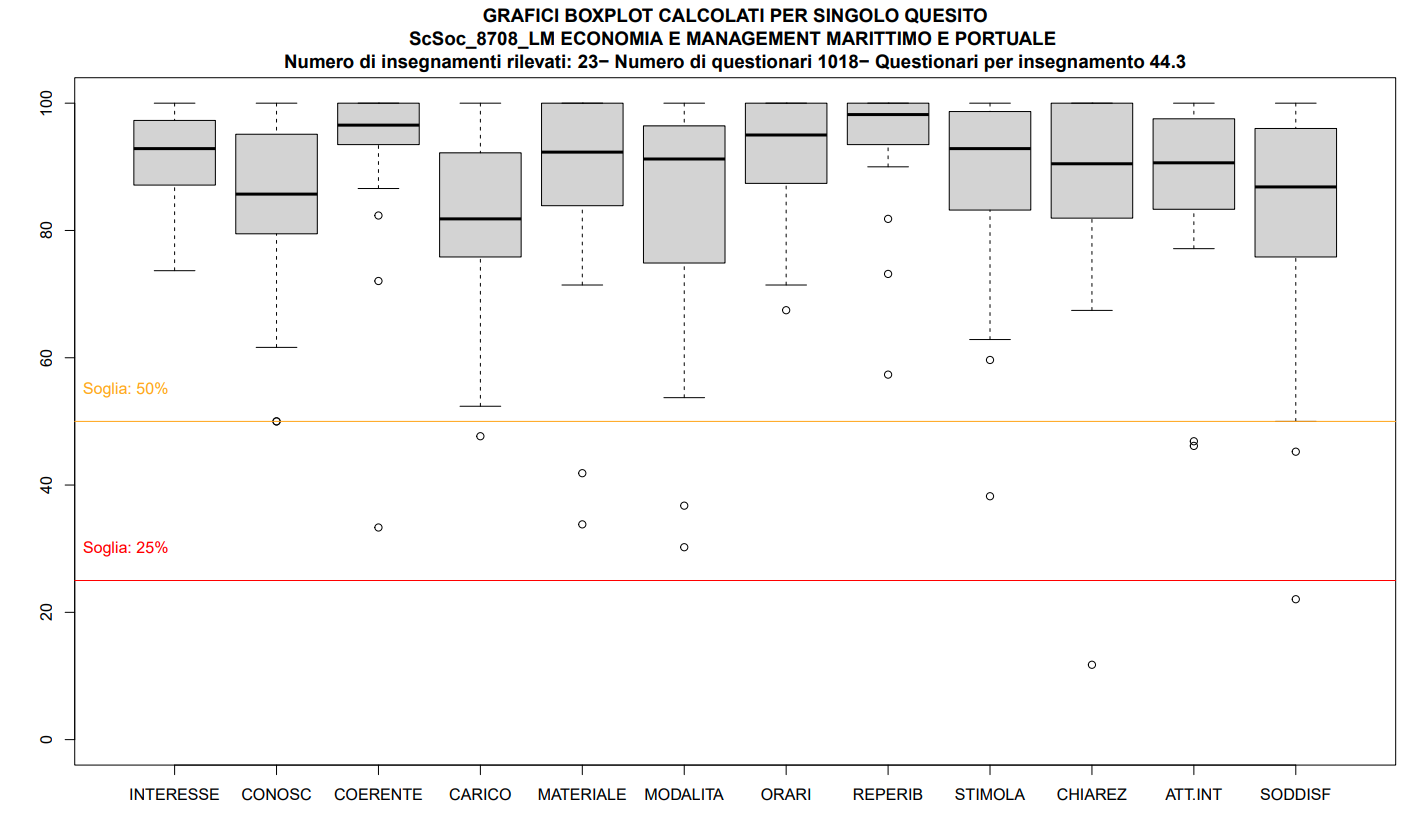 GRAFICI BOXPLOT CALCOLATI PER SINGOLO QUESITO
ScSoc_8708_LM ECONOMIA E MANAGEMENT MARITTIMO E PORTUALE
Numero di insegnamenti rilevati: 23− Numero di questionari 1018− Questionari per insegnamento 44.3
100
80
60
Soglia: 50%
40
Soglia: 25%
20
0
INTERESSE CONOSC COERENTE CARICO MATERIALE MODALITA ORARI REPERIB STIMOLA CHIAREZ ATT.INT SODDISF